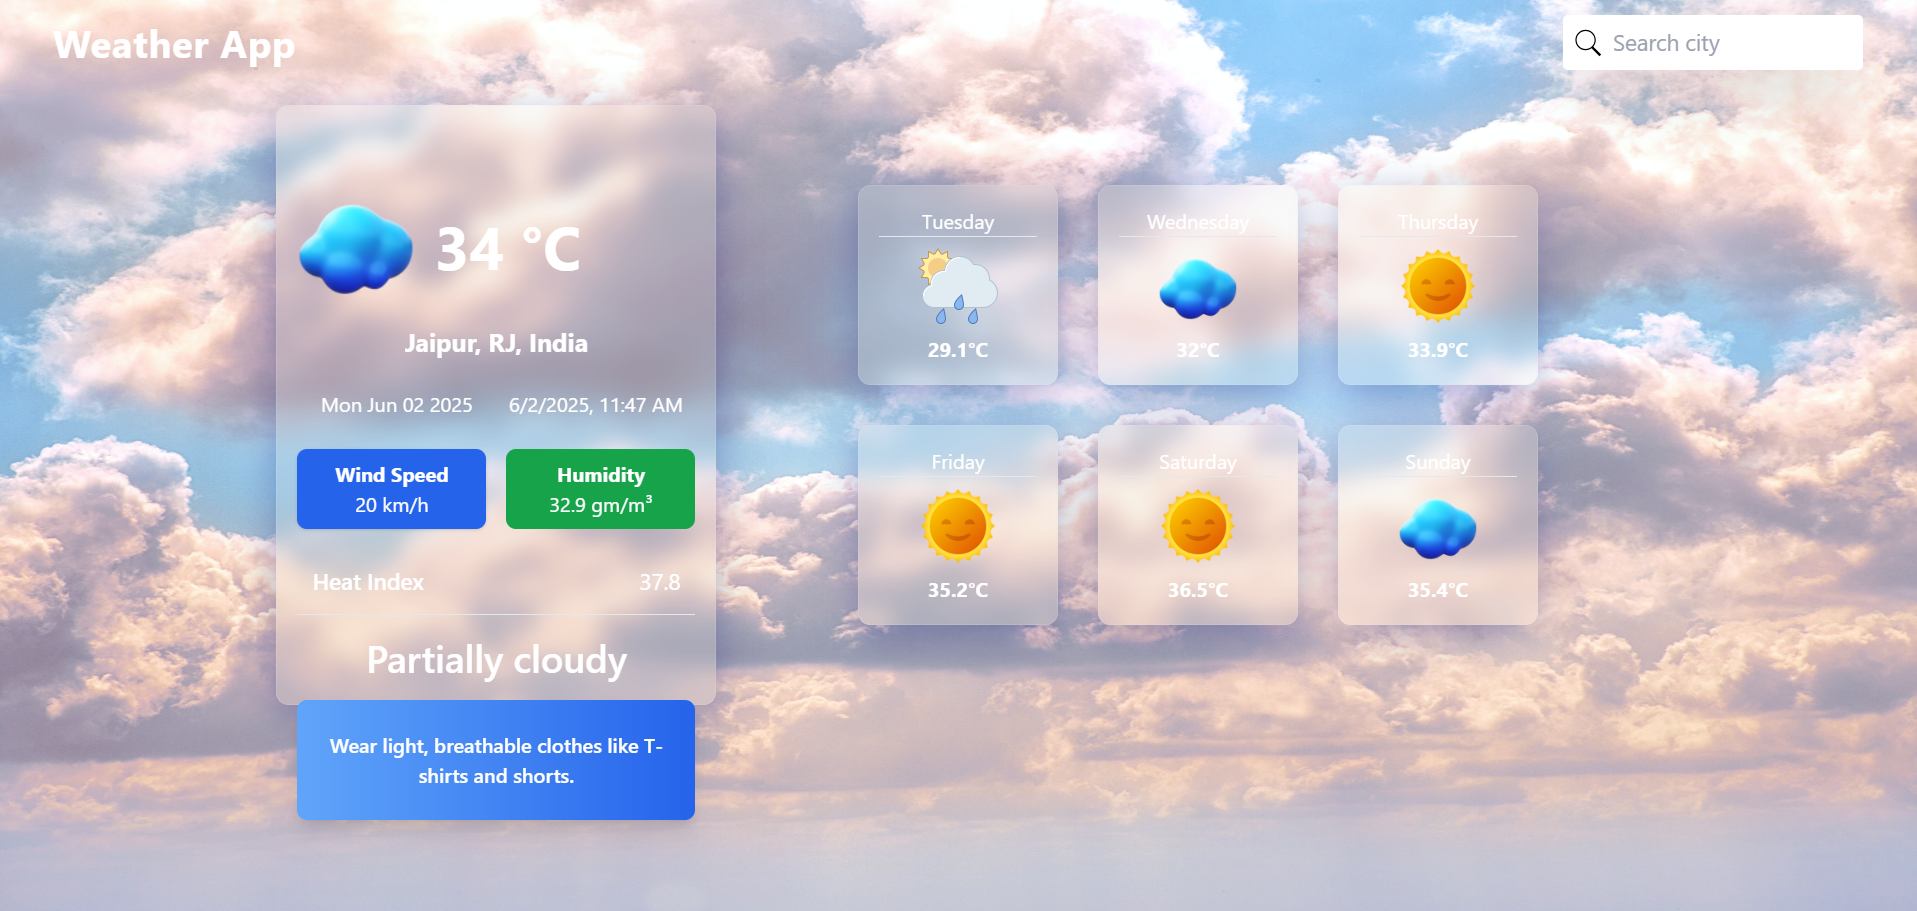 Weather App
Search city
34 °C
Jaipur, RJ, India
Mon Jun 02 2025
6/2/2025, 11:47 AM
Wind Speed
20 km/h
Humidity
32.9 gm/m³
Heat Index
37.8
Partially cloudy
Wear light, breathable clothes like T-
shirts and shorts.
Tuesday
29.1°C
Wednesday
32°C
Thursday
33.9°C
Friday
35.2°C
Saturday
36.5°C
Sunday
35.4°C